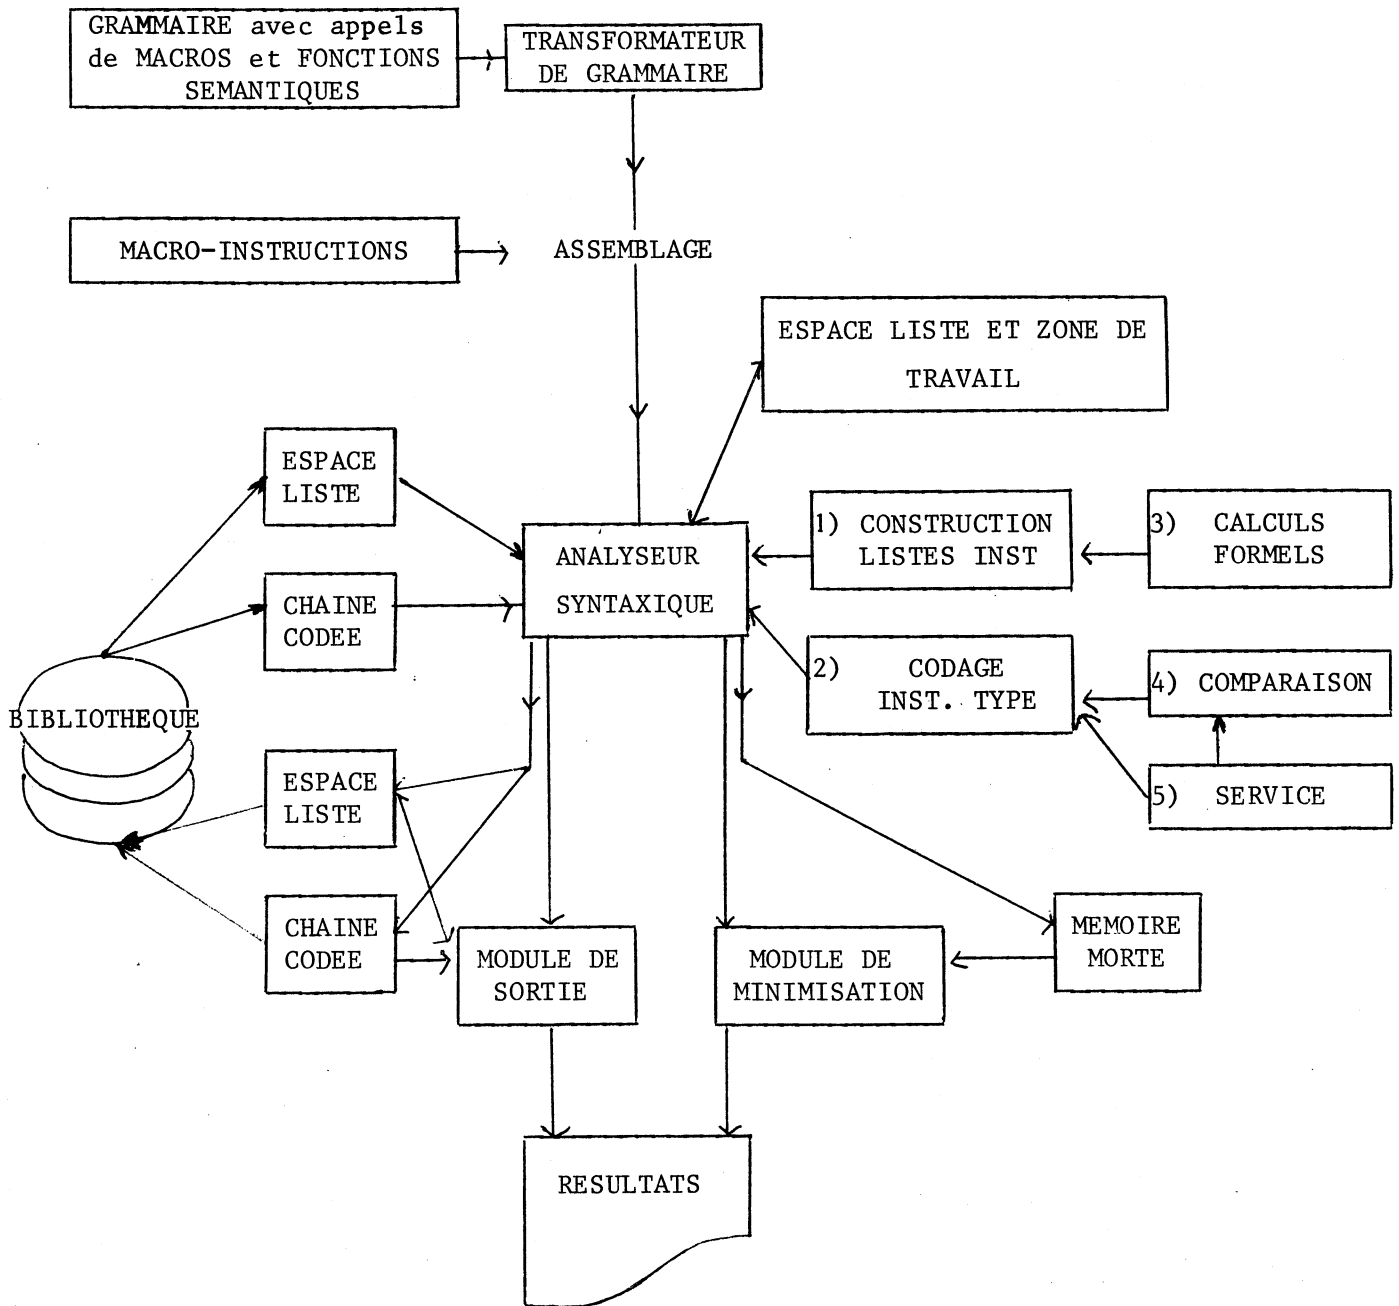 GRAMMAIRE avec appels
de MACROS et FONCTIONS
SEMANTIQUES
TRANSFORMATEUR
DE GRAMMAIRE
MACRO-INSTRUCTIONS
ASSEMBLAGE
ESPACE LISTE ET ZONE DE
TRAVAIL
ESPACE
LISTE
ANALYSEUR
SYNTAXIQUE
1) CONSTRUCTION
LISTES INST
3) CALCULS
FORMELS
CHAINE
CODEE
2) CODAGE
INST. TYPE
4) COMPARAISON
BIBLIOTHEQUE
ESPACE
LISTE
5) SERVICE
CHAINE
CODEE
MODULE DE
SORTIE
MODULE DE
MINIMISATION
MEMOIRE
MORTE
RESULTATS